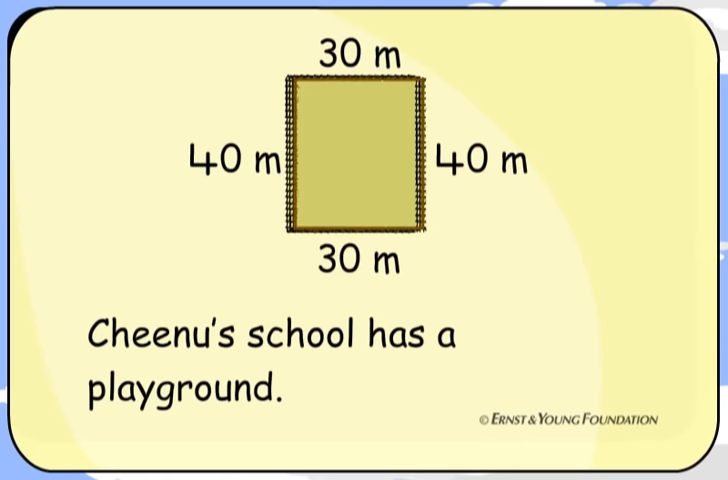 30 m
40 m 40 m
30 m
Cheenu's school has a
playground.
© ERNST & YOUNG FOUNDATION